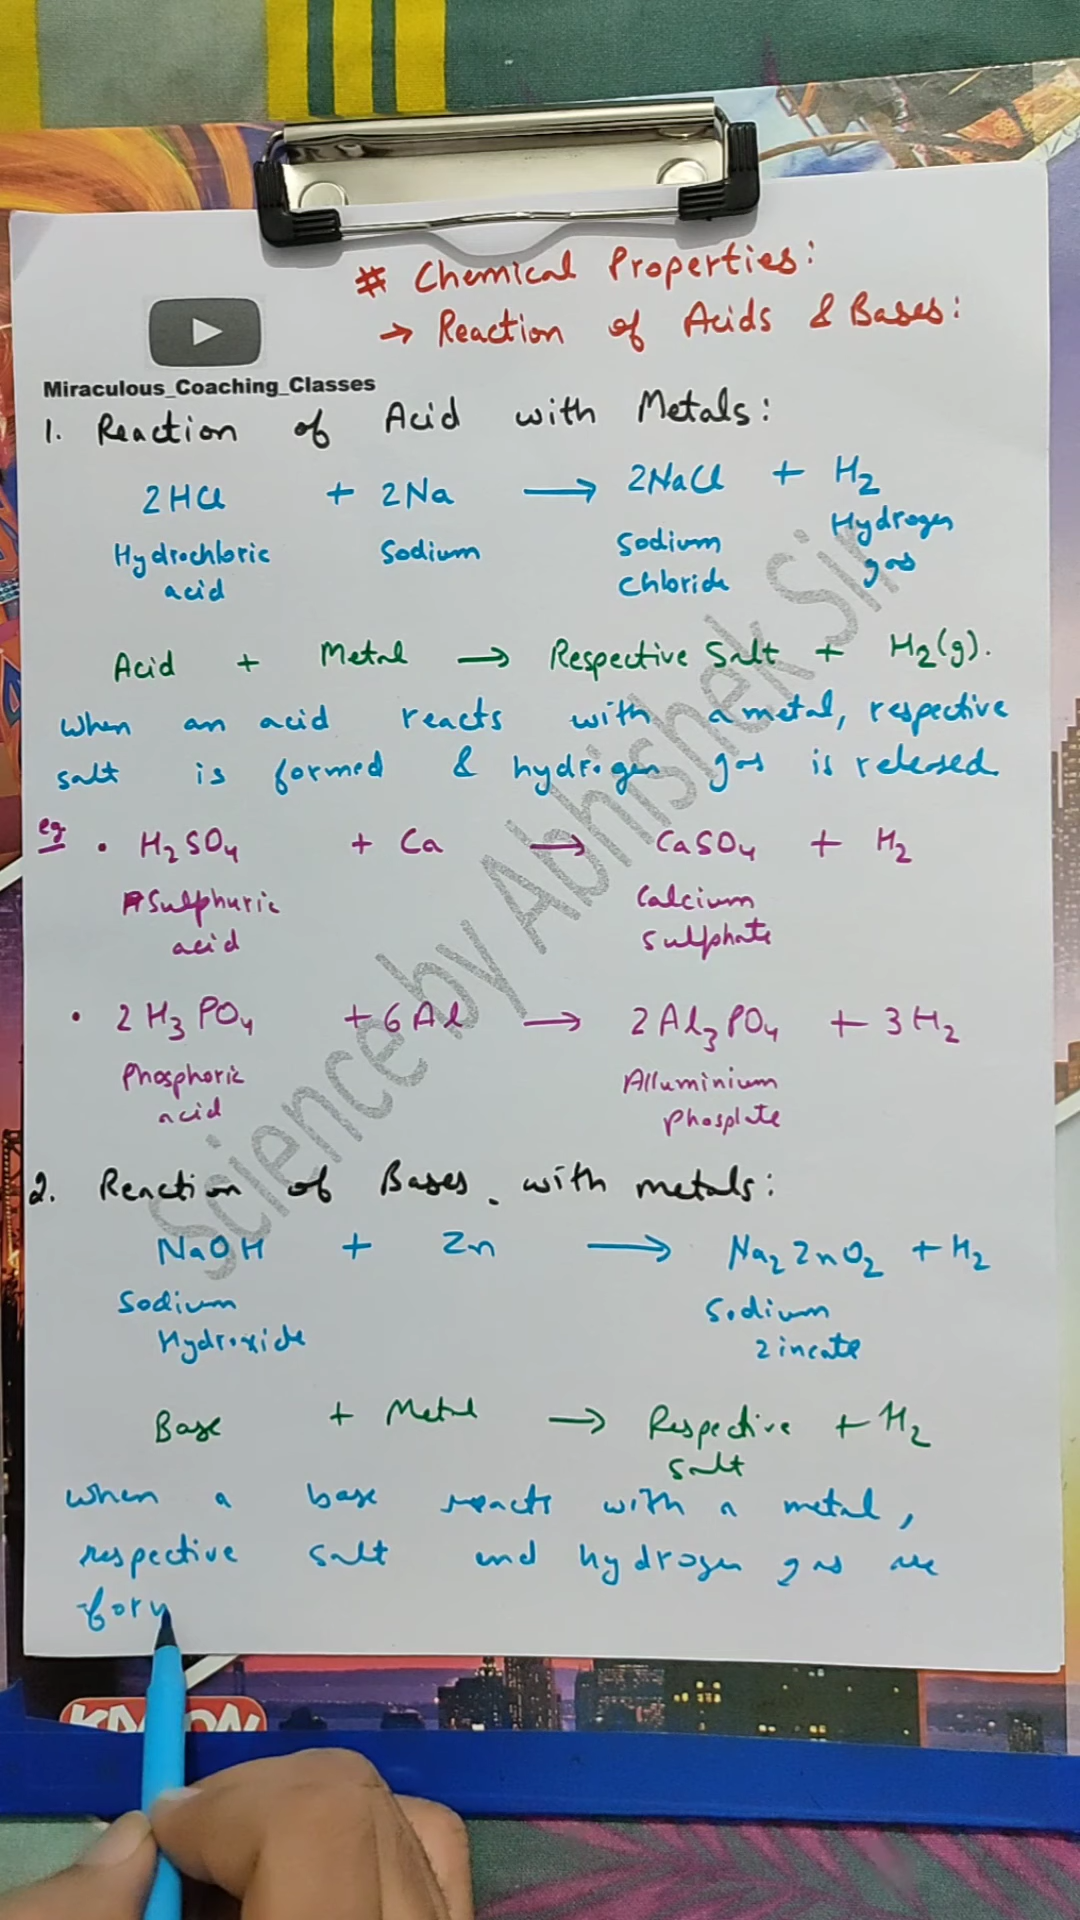 # Chemical Properties:
→ Reaction of Acids & Bases:
Miraculous_Coaching_Classes
1. Reaction of Acid with Metals:
2HCl + 2Na → 2NaCl + H₂
Hydrochloric acid Sodium Sodium chloride Hydrogen gas
Acid + Metal → Respective Salt + H₂(g).
When an acid reacts with a metal, respective
salt is formed & hydrogen gas is released
eg • H₂SO₄ + Ca → CaSO₄ + H₂
Sulphuric acid Calcium Sulphate
• 2H₃PO₄ + 6Al → 2Al₃PO₄ + 3H₂
Phosphoric acid Alluminium phosplate
2. Reaction of Bases with metals:
NaOH + Zn → Na₂ZnO₂ + H₂
Sodium Hydroxide Sodium Zincate
Base + Metal → Respective Salt + H₂
When a base reacts with a metal,
respective salt and hydrogen gas are
form
Science by Abhishek Sir